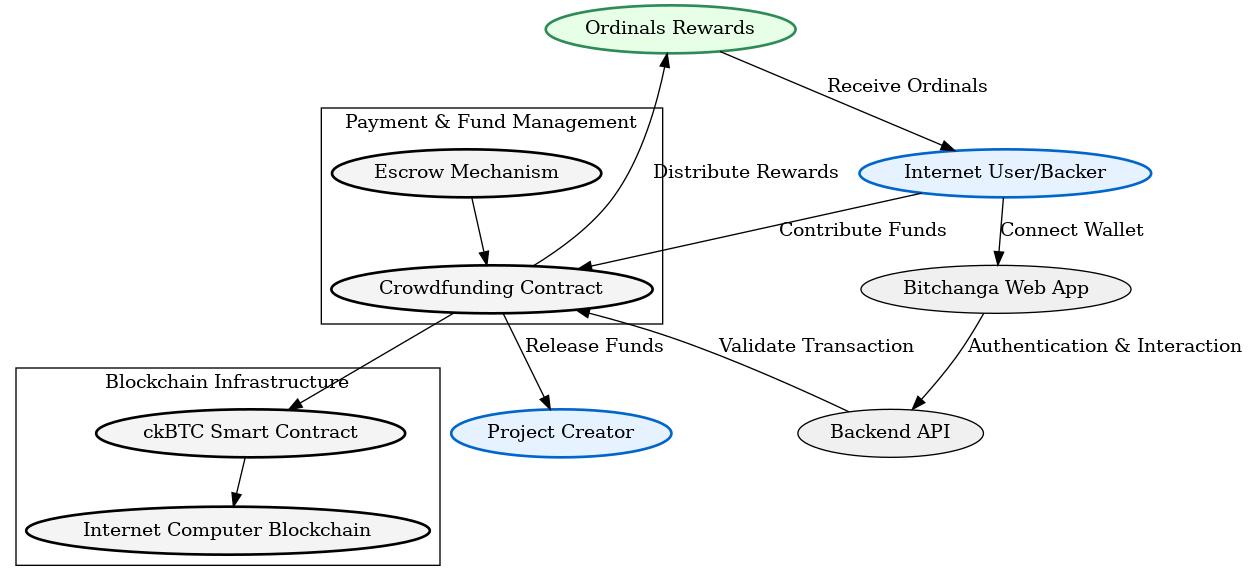 Ordinals Rewards
Receive Ordinals
Payment & Fund Management
Escrow Mechanism
Distribute Rewards
Internet User/Backer
Contribute Funds
Connect Wallet
Crowdfunding Contract
Bitchanga Web App
Release Funds
Validate Transaction
Authentication & Interaction
Blockchain Infrastructure
ckBTC Smart Contract
Project Creator
Backend API
Internet Computer Blockchain